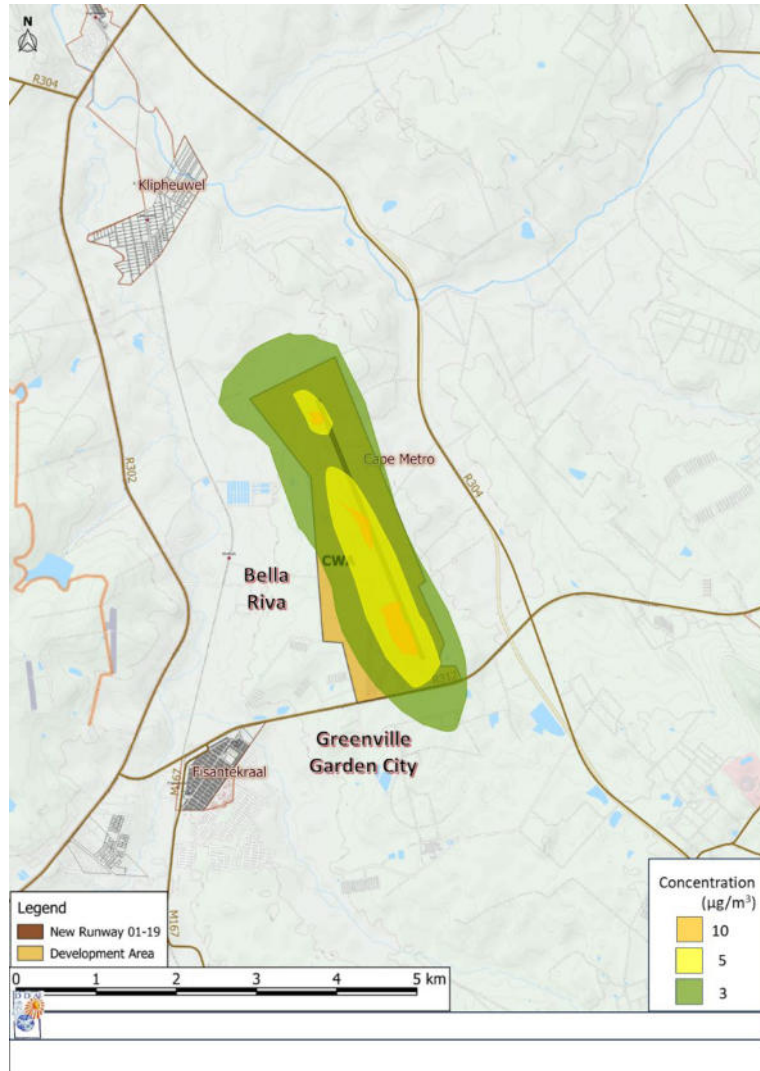 N
R304
Klipheuwel
R302
Cape Metro
R304
CWA
Bella
Riva
R312
Greenville
Garden City
Fisantekraal
M167
M167
Legend
New Runway 01-19
Development Area
0 1 2 3 4 5 km
Concentration
(µg/m³)
10
5
3